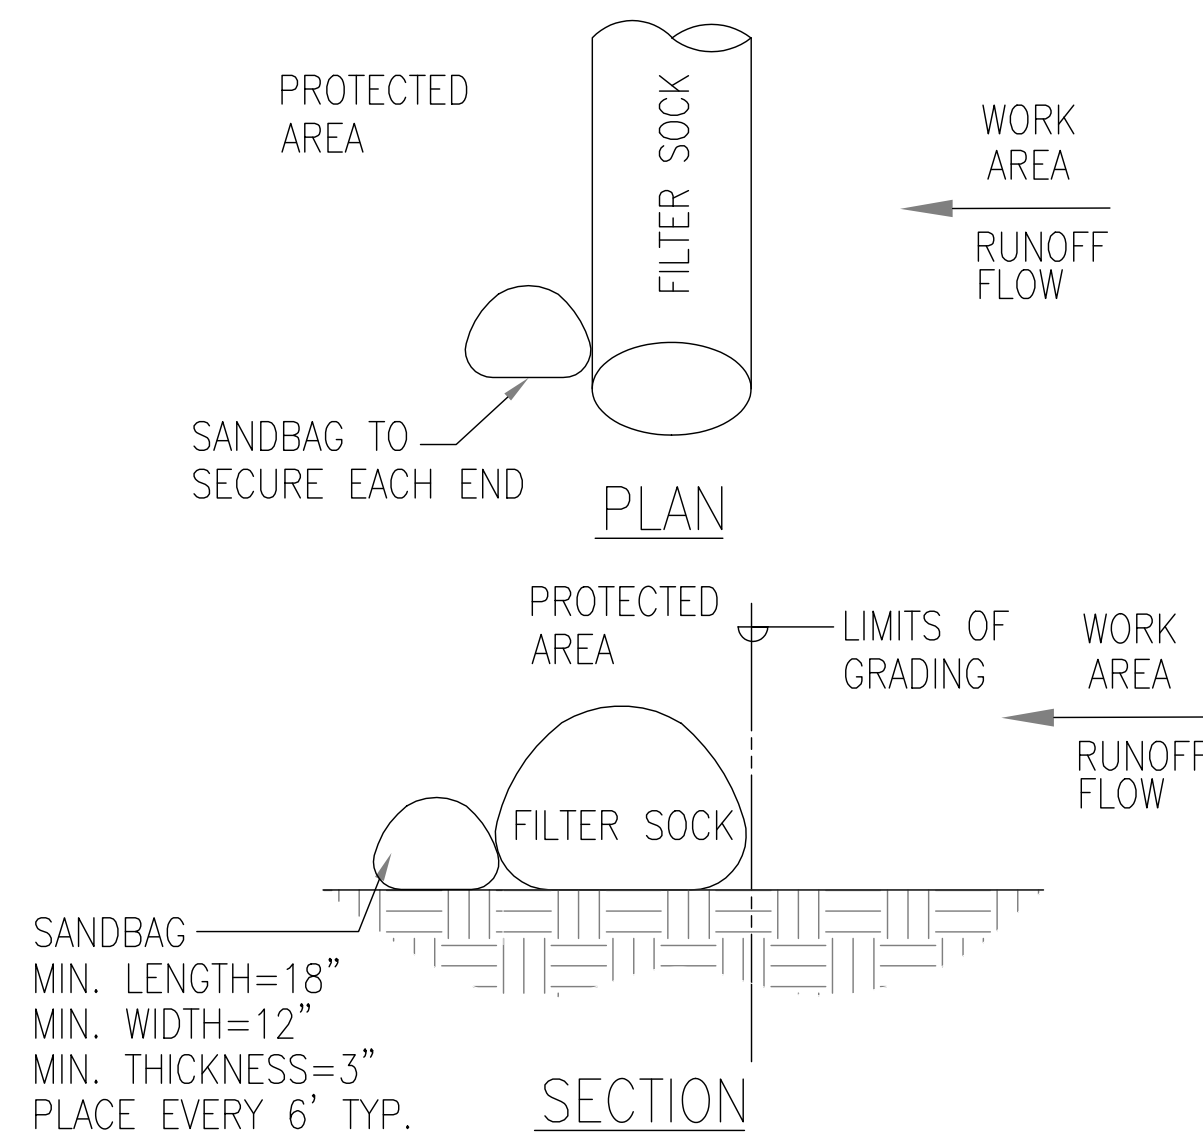 PROTECTED
AREA
FILTER SOCK
WORK
AREA
RUNOFF
FLOW
SANDBAG TO
SECURE EACH END
PLAN
PROTECTED
AREA
LIMITS OF
GRADING
WORK
AREA
RUNOFF
FLOW
FILTER SOCK
SANDBAG
MIN. LENGTH=18"
MIN. WIDTH=12"
MIN. THICKNESS=3"
PLACE EVERY 6' TYP.
SECTION